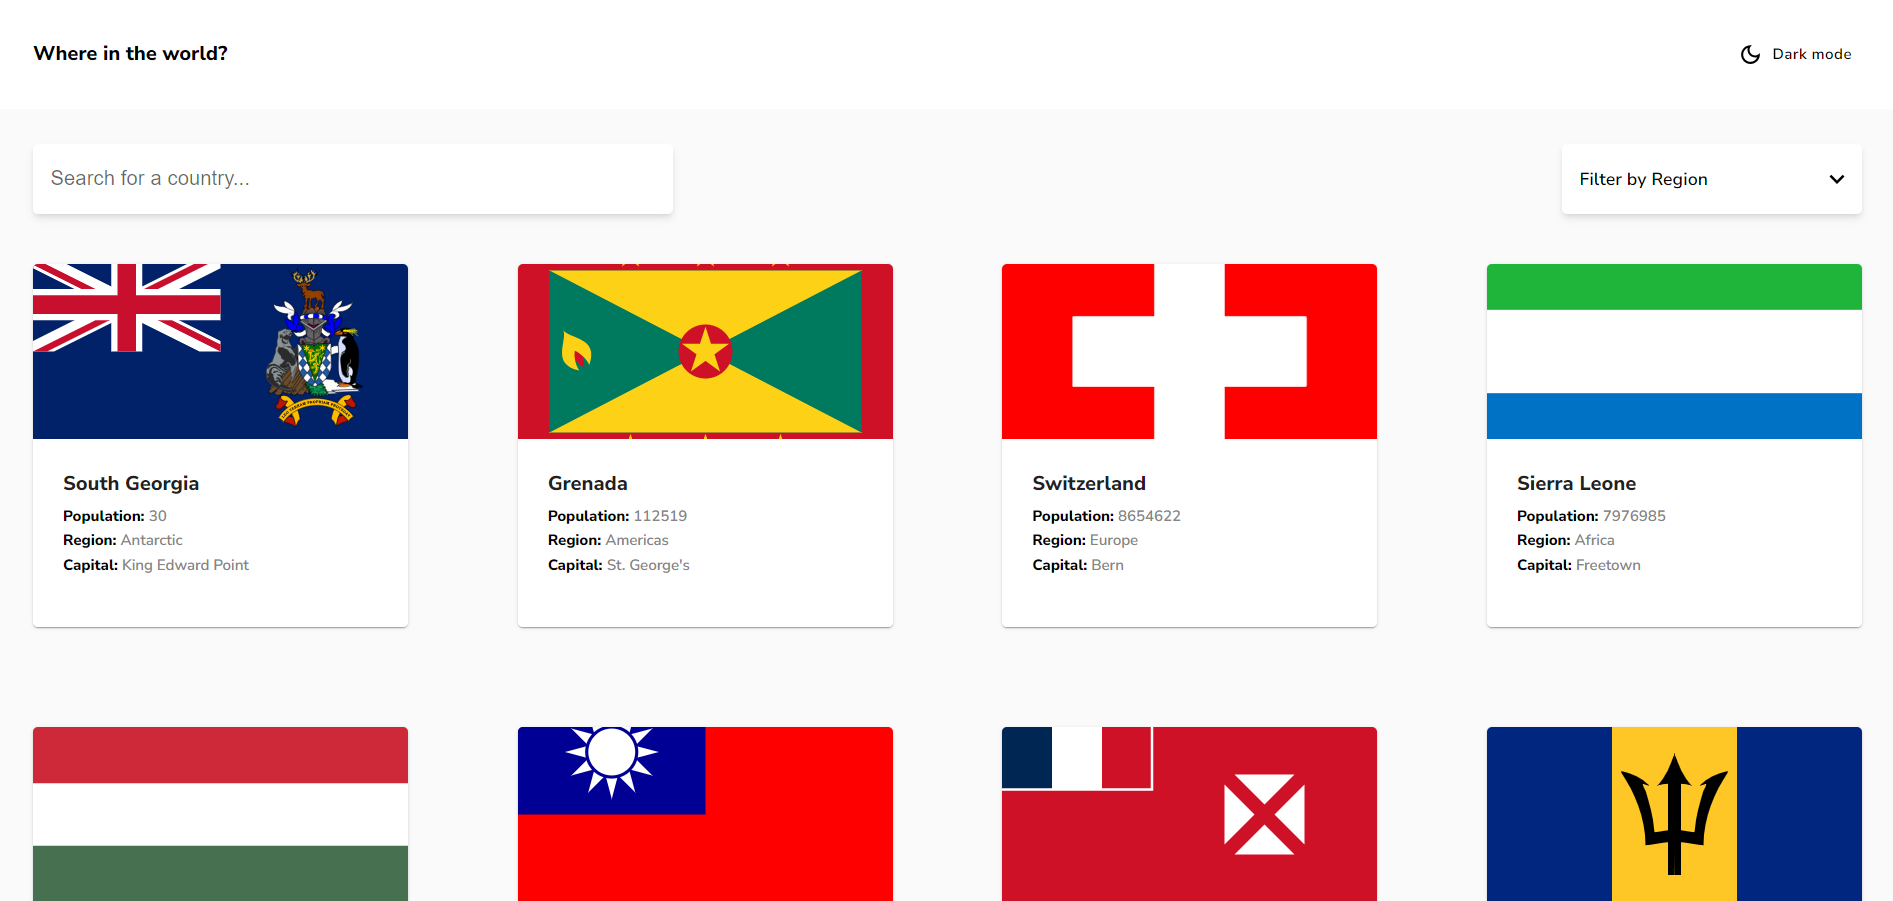 Where in the world?
Dark mode
Search for a country...
Filter by Region
South Georgia
Population: 30
Region: Antarctic
Capital: King Edward Point
Grenada
Population: 112519
Region: Americas
Capital: St. George's
Switzerland
Population: 8654622
Region: Europe
Capital: Bern
Sierra Leone
Population: 7976985
Region: Africa
Capital: Freetown